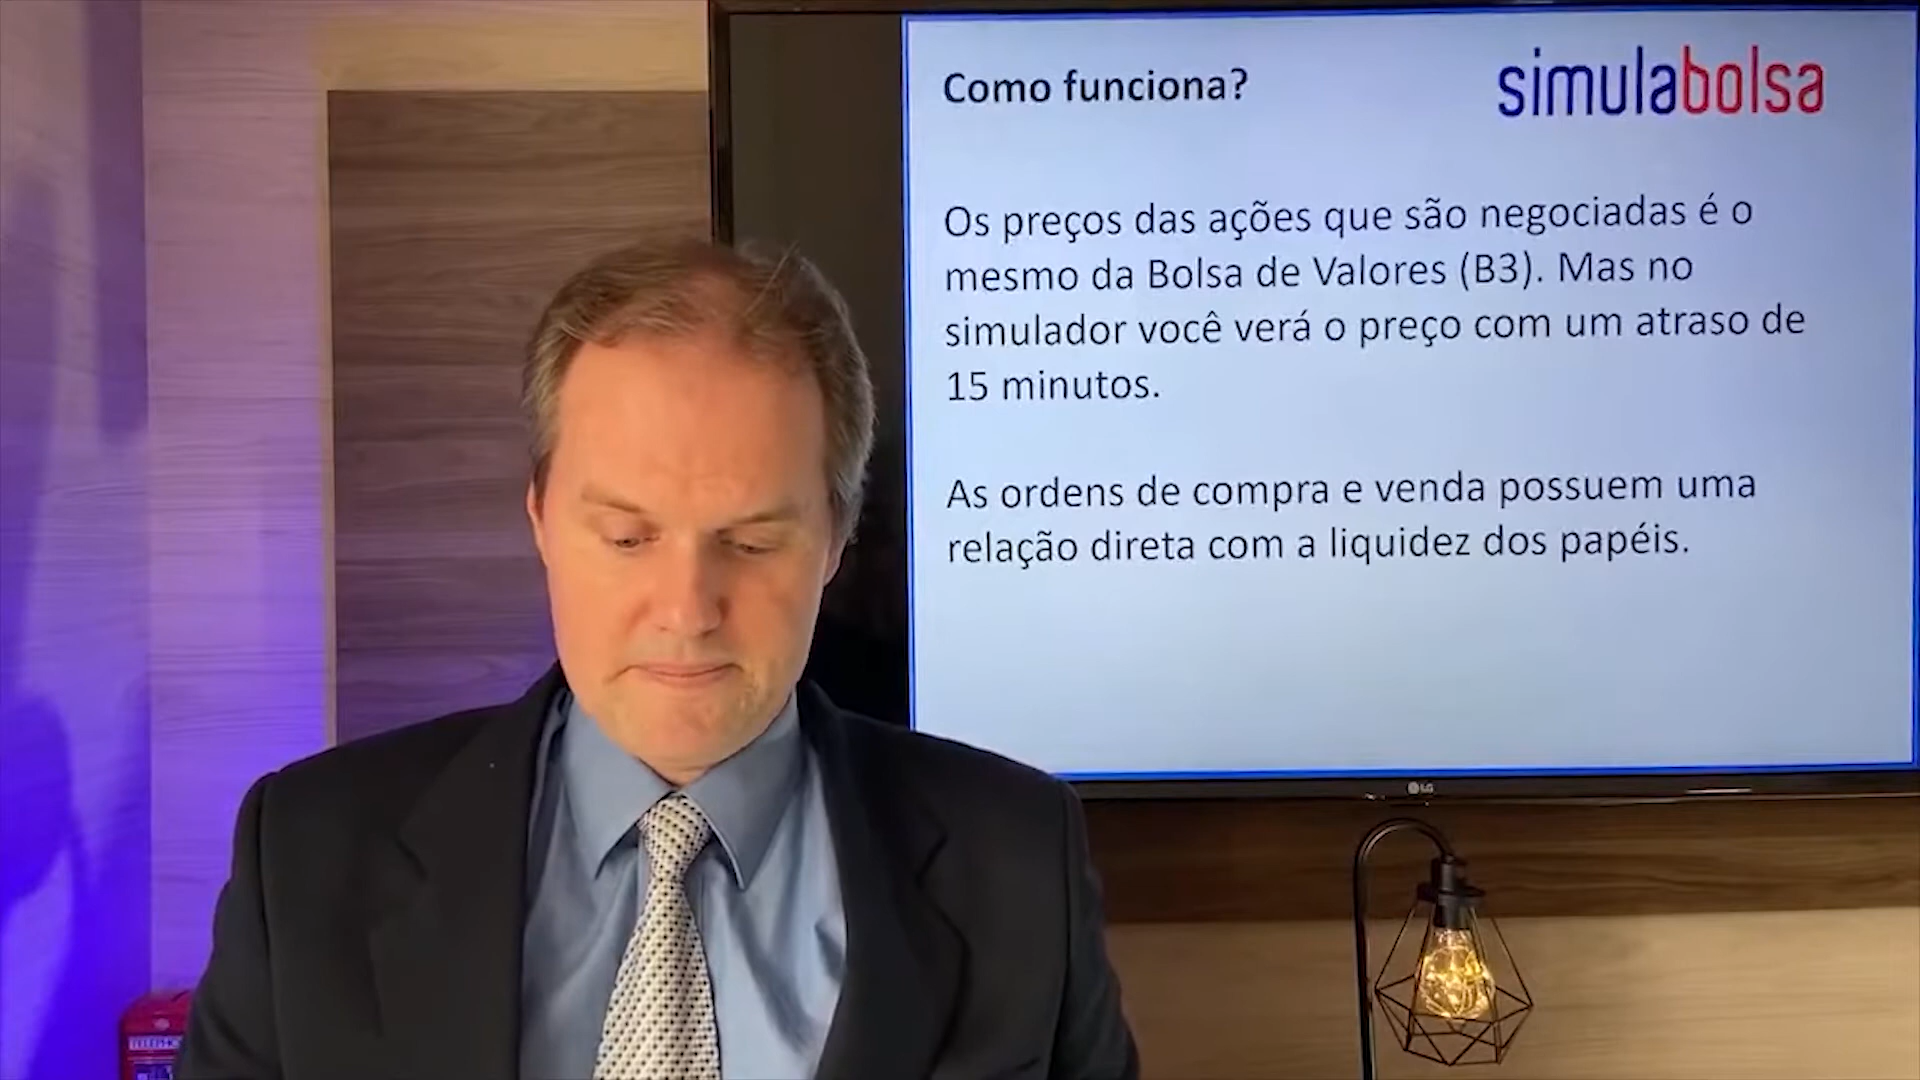 Como funciona?
simulabolsa
Os preços das ações que são negociadas é o
mesmo da Bolsa de Valores (B3). Mas no
simulador você verá o preço com um atraso de
15 minutos.
As ordens de compra e venda possuem uma
relação direta com a liquidez dos papéis.
LG